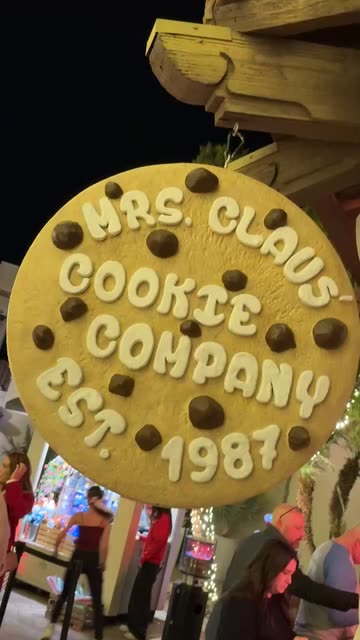 MRS. CLAUS'
COOKIE
COMPANY
EST. 1987